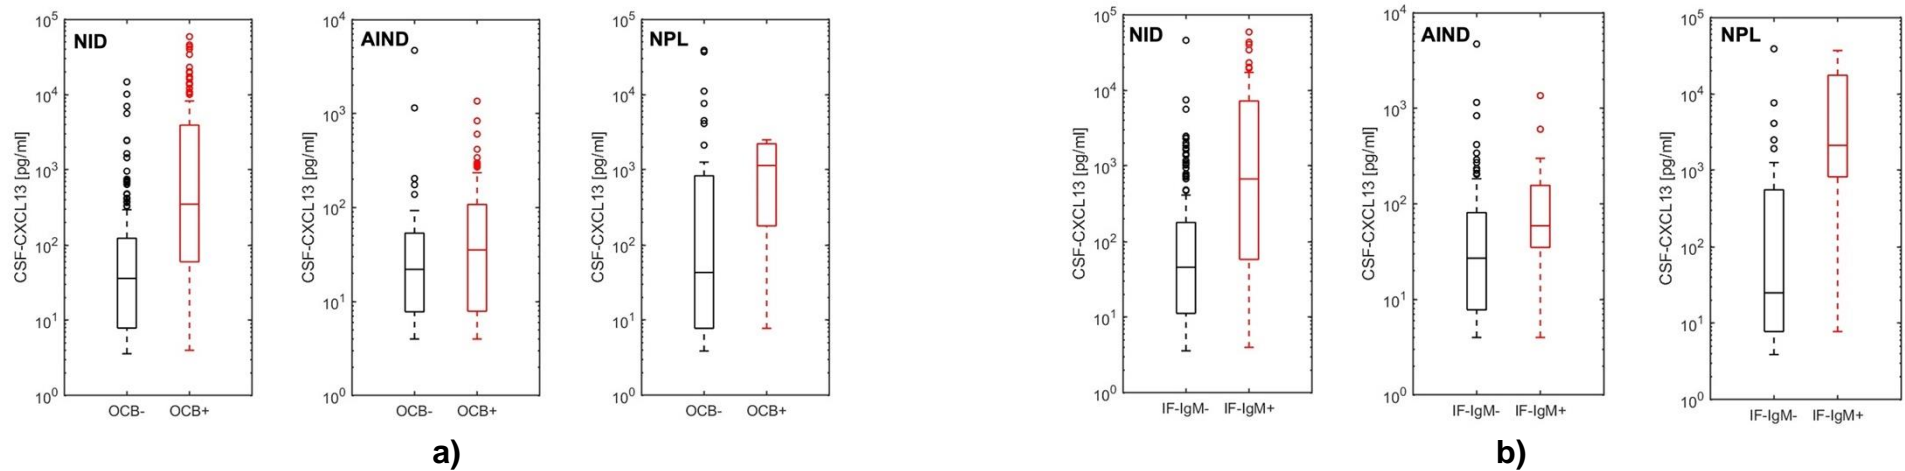 NID
CSF-CXCL13 [pg/ml]
10^5
10^4
10^3
10^2
10^1
10^0
OCB- OCB+
AIND
CSF-CXCL13 [pg/ml]
10^4
10^3
10^2
10^1
10^0
OCB- OCB+
NPL
CSF-CXCL13 [pg/ml]
10^5
10^4
10^3
10^2
10^1
10^0
OCB- OCB+
a)
NID
CSF-CXCL13 [pg/ml]
10^5
10^4
10^3
10^2
10^1
10^0
IF-IgM- IF-IgM+
AIND
CSF-CXCL13 [pg/ml]
10^4
10^3
10^2
10^1
10^0
IF-IgM- IF-IgM+
NPL
CSF-CXCL13 [pg/ml]
10^5
10^4
10^3
10^2
10^1
10^0
IF-IgM- IF-IgM+
b)